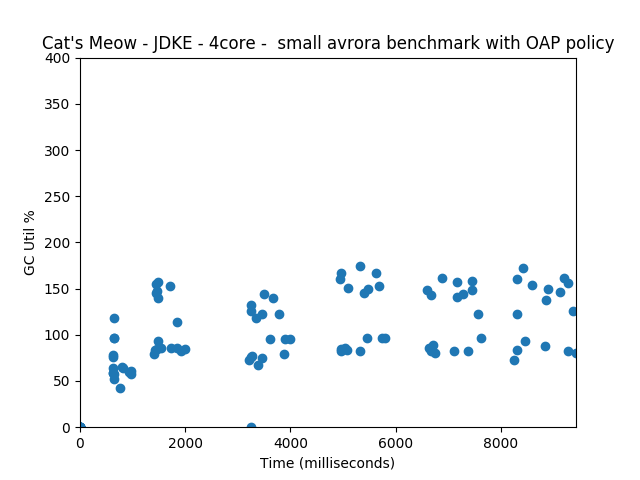 Cat's Meow - JDKE - 4core -  small avrora benchmark with OAP policy
400
350
300
250
200
150
100
50
0
GC Util %
0 2000 4000 6000 8000
Time (milliseconds)